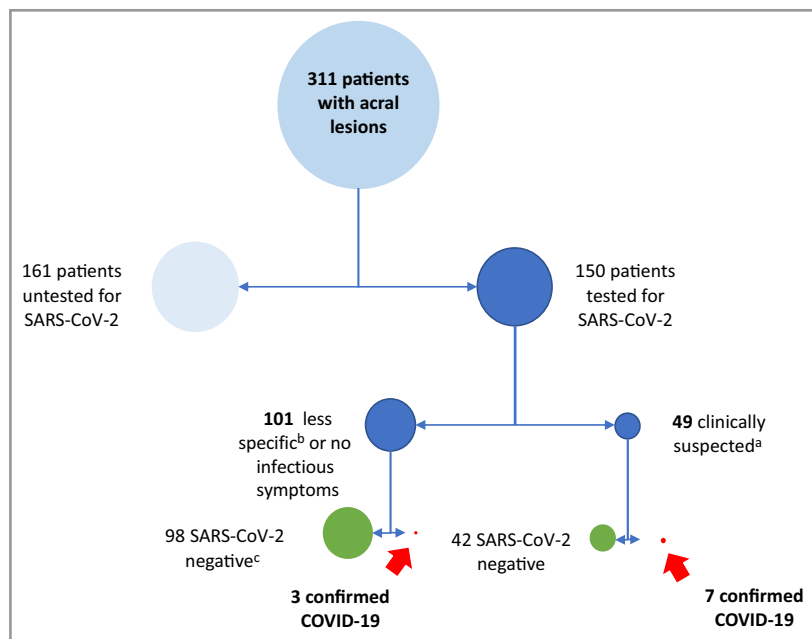 311 patients
with acral
lesions
161 patients
untested for
SARS-CoV-2
150 patients
tested for
SARS-CoV-2
101 less
specificᵇ or no
infectious
symptoms
49 clinically
suspectedᵃ
98 SARS-CoV-2
negativeᶜ
42 SARS-CoV-2
negative
3 confirmed
COVID-19
7 confirmed
COVID-19